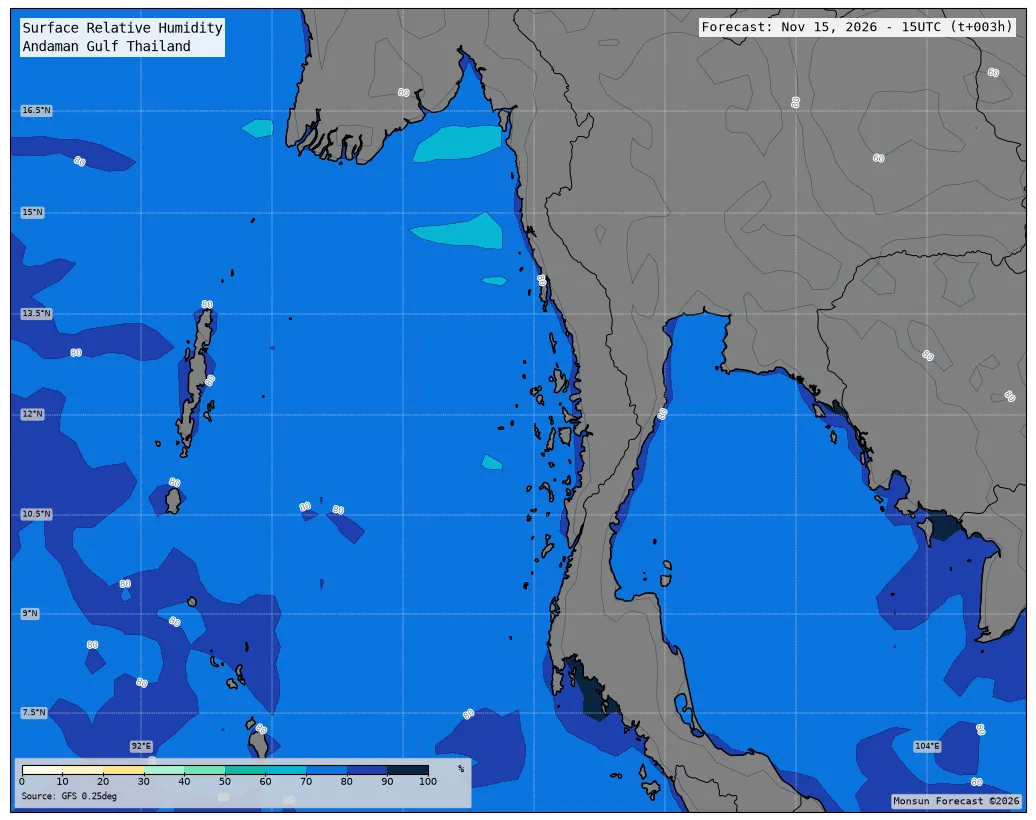 Surface Relative Humidity
Andaman Gulf Thailand
Forecast: Nov 15, 2026 - 15UTC (t+003h)
60
80
80
16.5°N
60
80
15°N
80
80
13.5°N
80
80
80
80
12°N
80
80
80
80
10.5°N
80
80
9°N
80
80
80
7.5°N
80
80
92°E
104°E
80
%
0 10 20 30 40 50 60 70 80 90 100
Source: GFS 0.25deg
Monsun Forecast ©2026